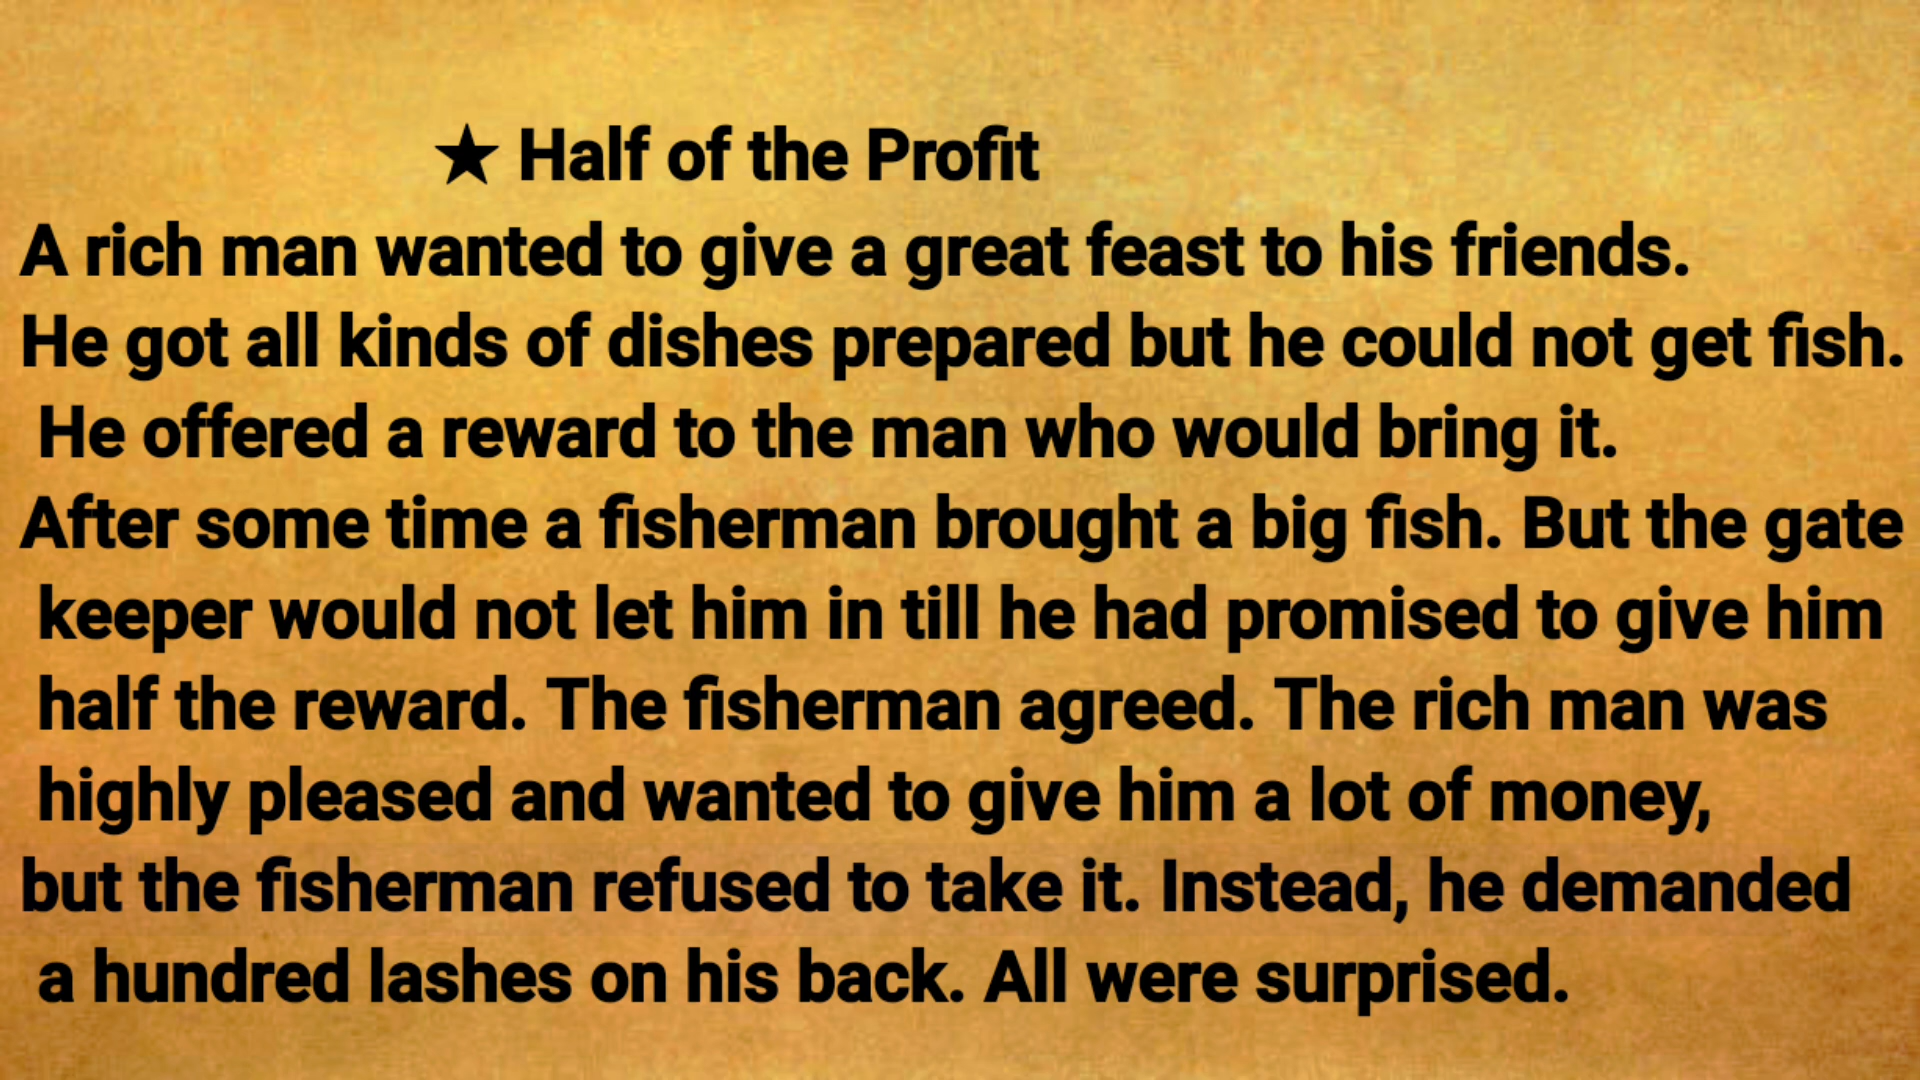 ★ Half of the Profit
A rich man wanted to give a great feast to his friends.
He got all kinds of dishes prepared but he could not get fish.
He offered a reward to the man who would bring it.
After some time a fisherman brought a big fish. But the gate
keeper would not let him in till he had promised to give him
half the reward. The fisherman agreed. The rich man was
highly pleased and wanted to give him a lot of money,
but the fisherman refused to take it. Instead, he demanded
a hundred lashes on his back. All were surprised.